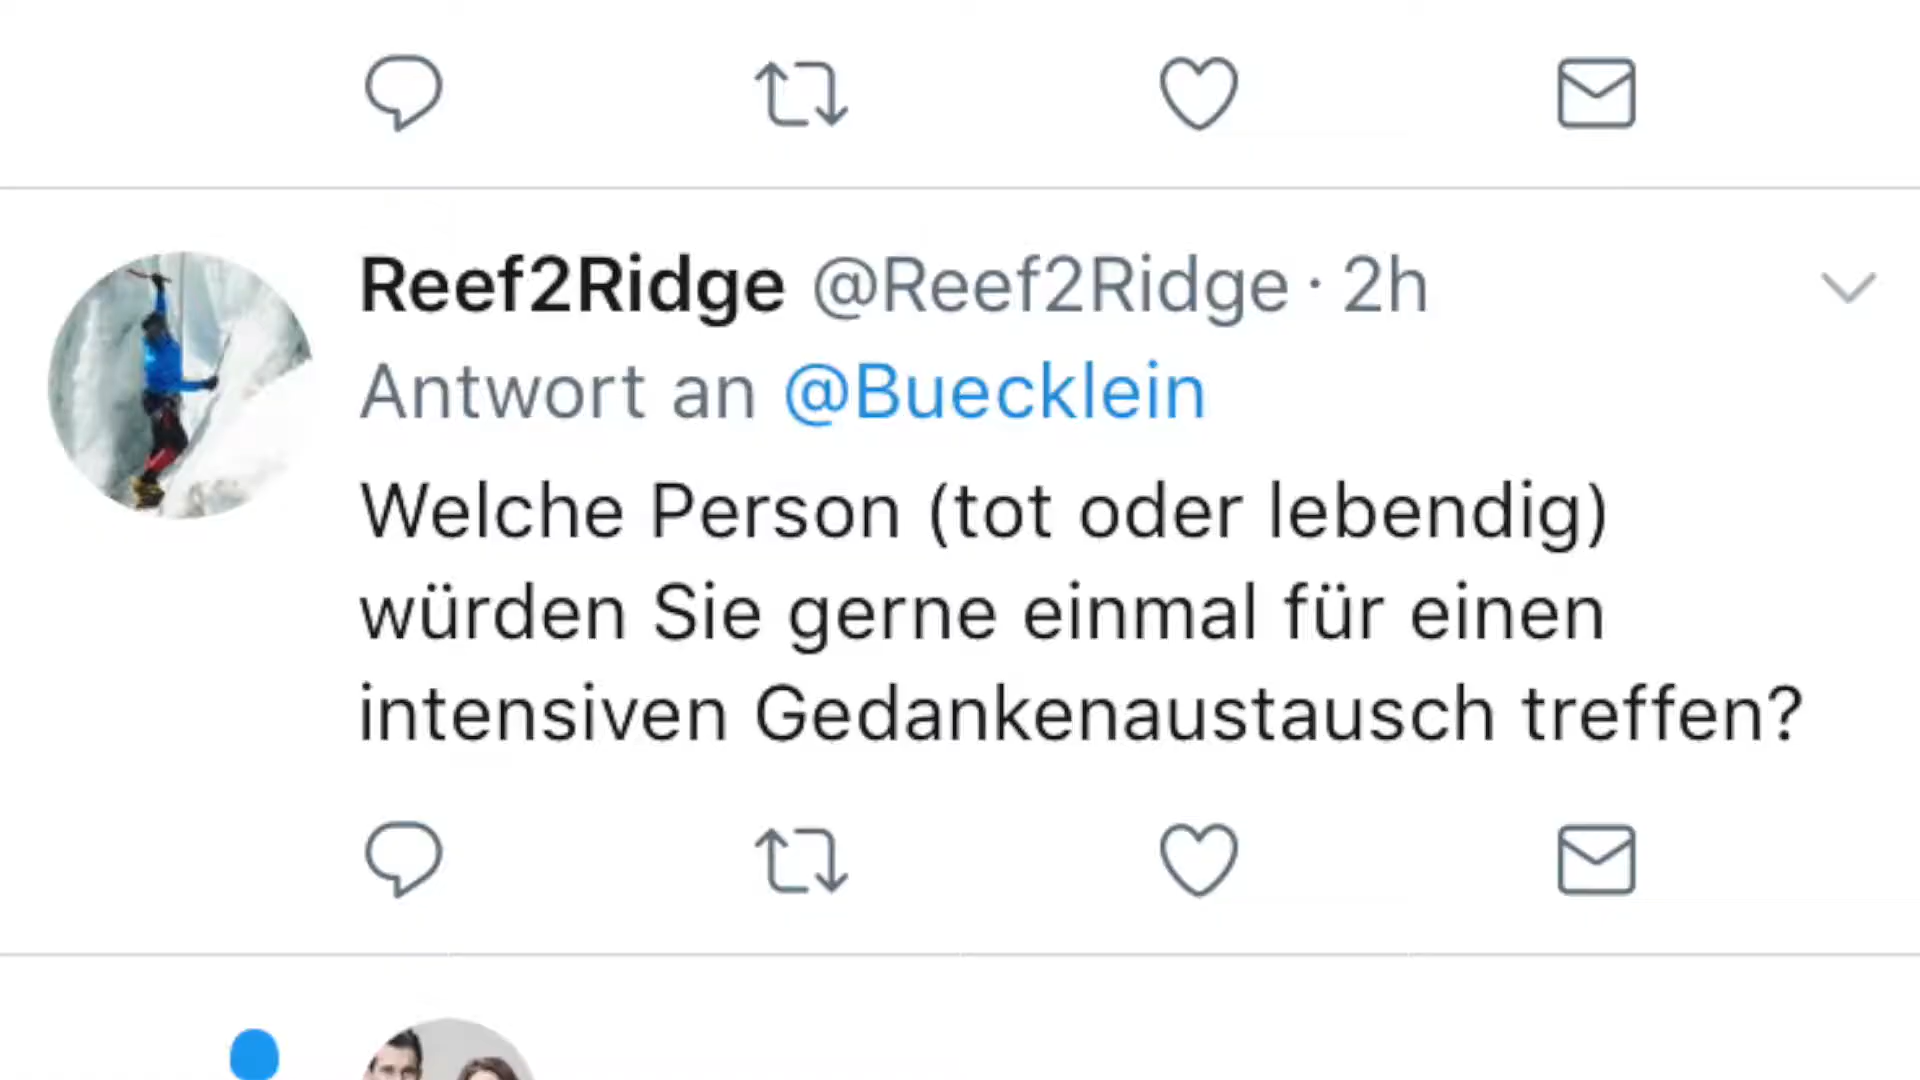 Reef2Ridge @Reef2Ridge · 2h
Antwort an @Buecklein
Welche Person (tot oder lebendig)
würden Sie gerne einmal für einen
intensiven Gedankenaustausch treffen?